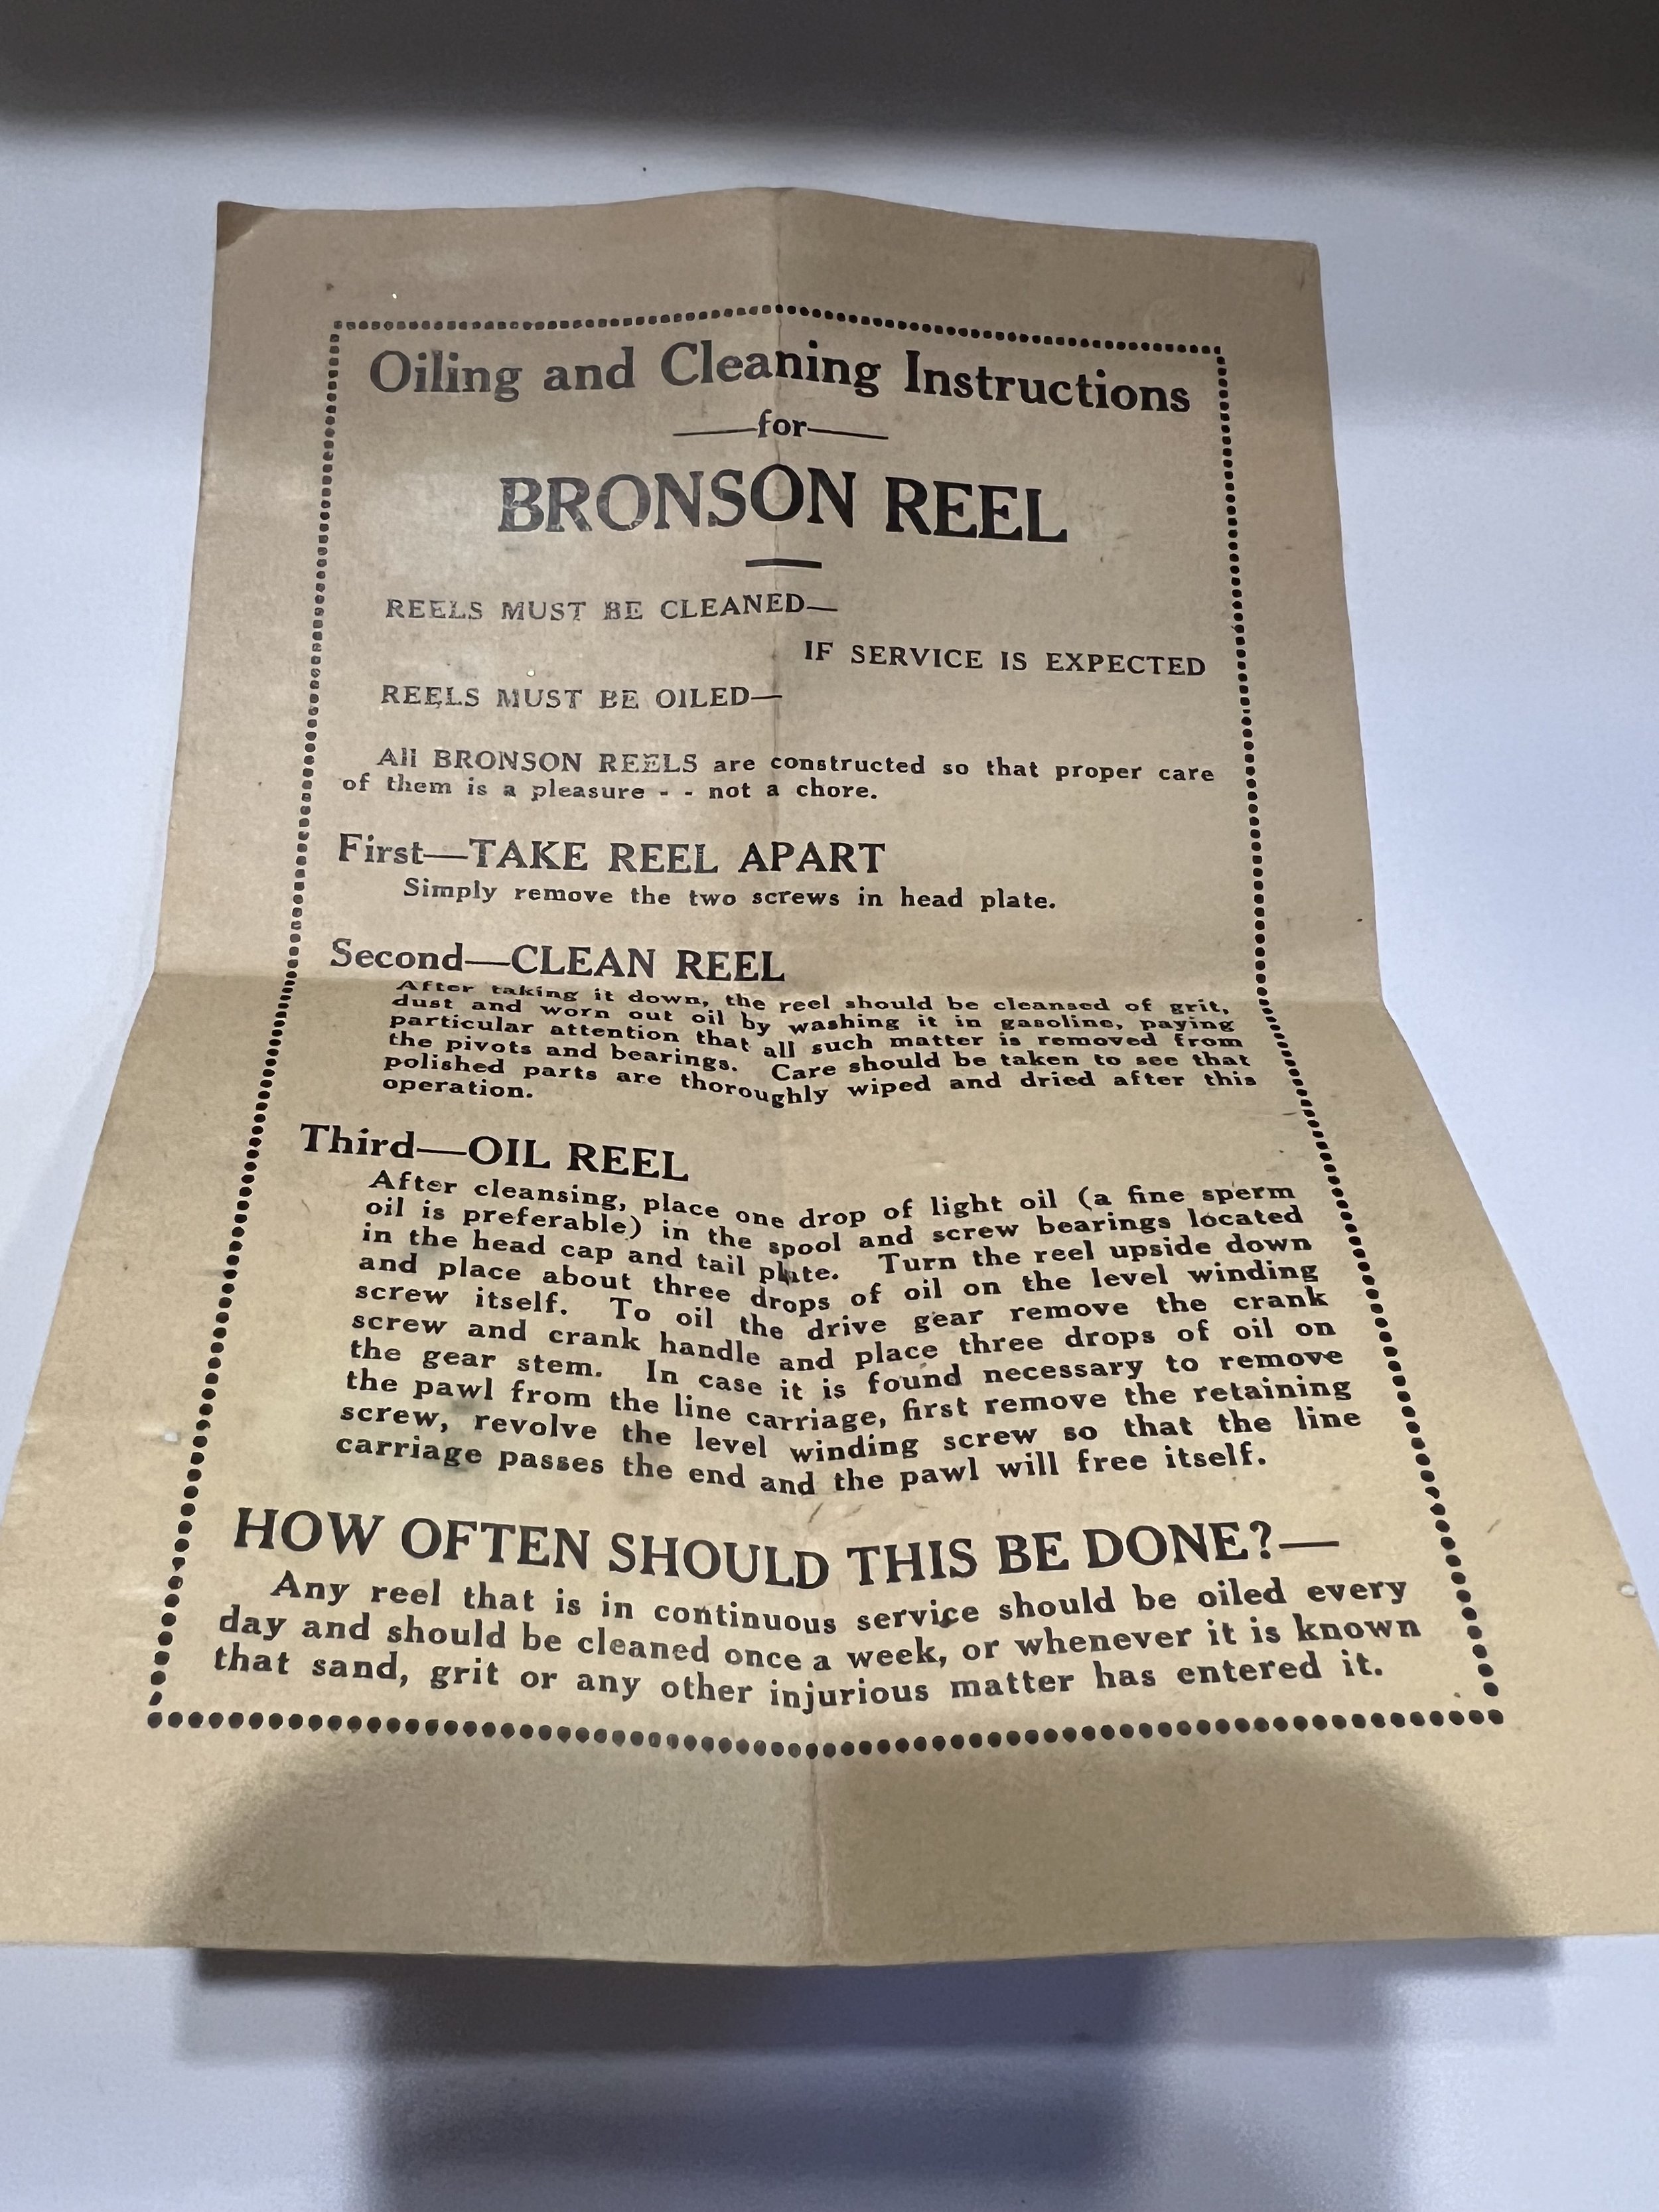 Oiling and Cleaning Instructions
—for—
BRONSON REEL
REELS MUST BE CLEANED—
IF SERVICE IS EXPECTED
REELS MUST BE OILED—
All BRONSON REELS are constructed so that proper care
of them is a pleasure - - not a chore.
First—TAKE REEL APART
Simply remove the two screws in head plate.
Second—CLEAN REEL
After taking it down, the reel should be cleansed of grit,
dust and worn out oil by washing it in gasoline, paying
particular attention that all such matter is removed from
the pivots and bearings. Care should be taken to see that
polished parts are thoroughly wiped and dried after this
operation.
Third—OIL REEL
After cleansing, place one drop of light oil (a fine sperm
oil is preferable) in the spool and screw bearings located
in the head cap and tail plate. Turn the reel upside down
and place about three drops of oil on the level winding
screw itself. To oil the drive gear remove the crank
screw and crank handle and place three drops of oil on
the gear stem. In case it is found necessary to remove
the pawl from the line carriage, first remove the retaining
screw, revolve the level winding screw so that the line
carriage passes the end and the pawl will free itself.
HOW OFTEN SHOULD THIS BE DONE?—
Any reel that is in continuous service should be oiled every
day and should be cleaned once a week, or whenever it is known
that sand, grit or any other injurious matter has entered it.